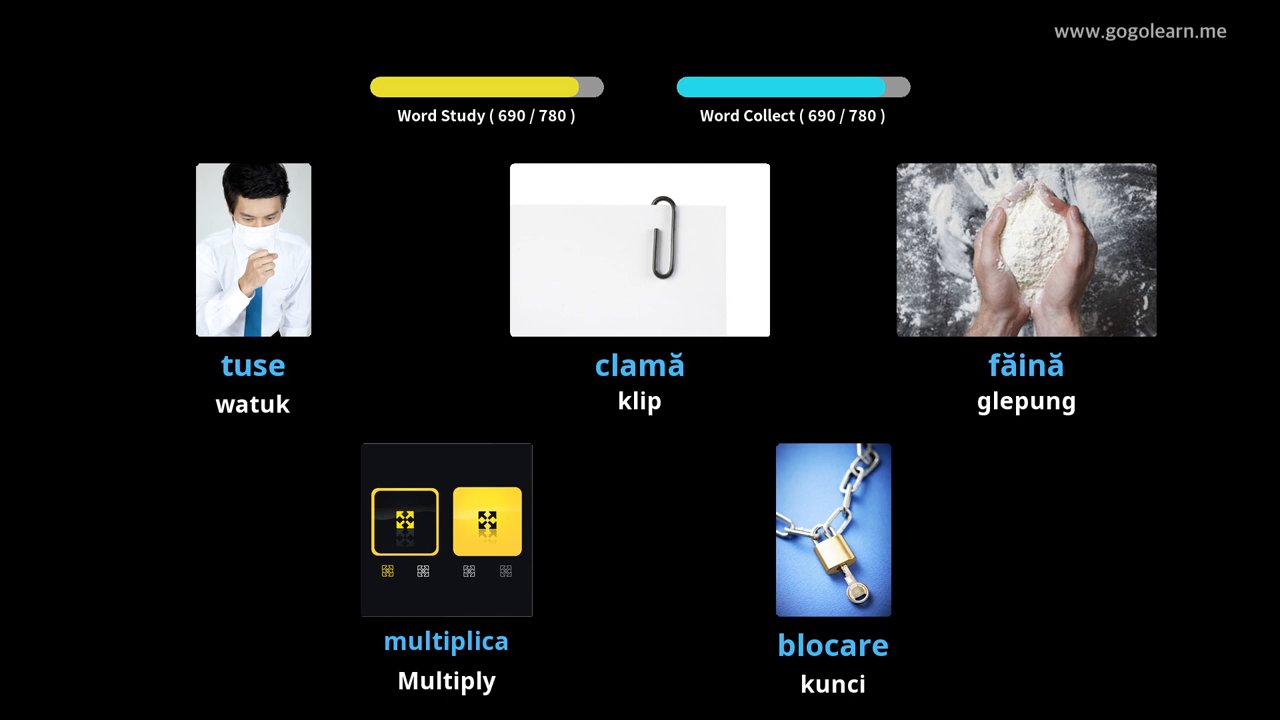 www.gogolearn.me
Word Study ( 690 / 780 )
Word Collect ( 690 / 780 )
tuse
watuk
clamă
klip
făină
glepung
multiplica
Multiply
blocare
kunci